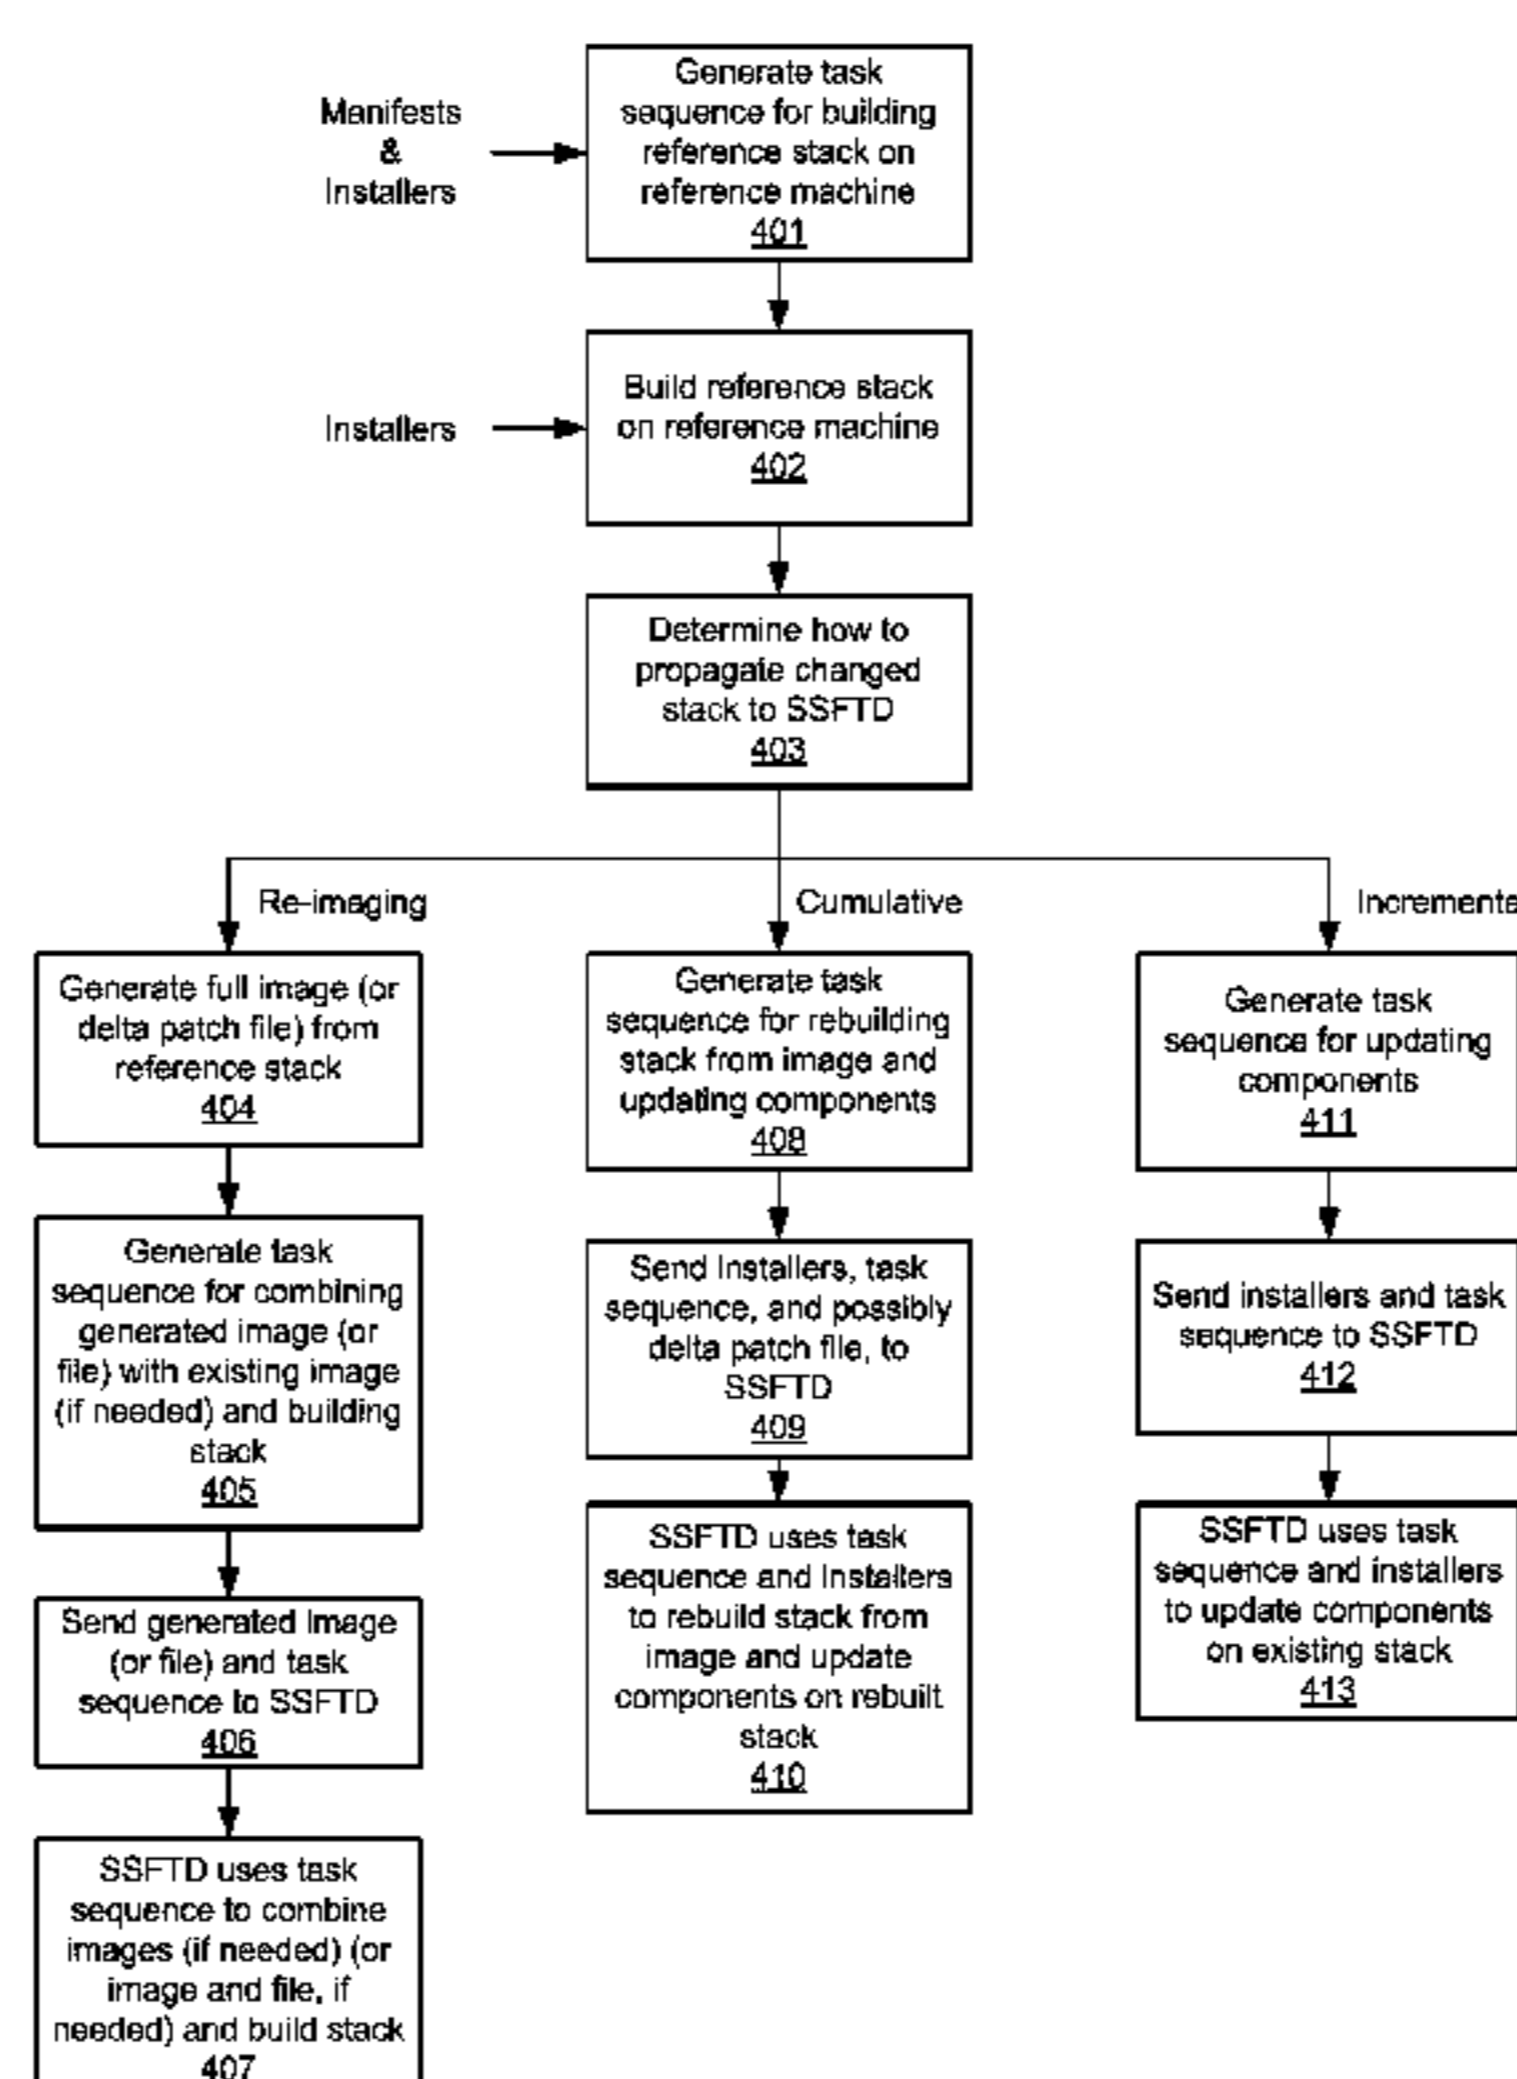 Generate task
sequence for building
reference stack on
reference machine
401
Manifests
&
Installers
Build reference stack
on reference machine
402
Installers
Determine how to
propagate changed
stack to SSFTD
403
Re-imaging
Cumulative
Incrementa
Generate full image (or
delta patch file) from
reference stack
404
Generate task
sequence for combining
generated image (or
file) with existing image
(if needed) and building
stack
405
Send generated Image
(or file) and task
sequence to SSFTD
406
SSFTD uses task
sequence to combine
images (if needed) (or
image and file, if
needed) and build stack
407
Generate task
sequence for rebuilding
stack from image and
updating components
408
Send Installers, task
sequence, and possibly
delta patch file, to
SSFTD
409
SSFTD uses task
sequence and Installers
to rebuild stack from
image and update
components on rebuilt
stack
410
Generate task
sequence for updating
components
411
Send installers and task
sequence to SSFTD
412
SSFTD uses task
sequence and installers
to update components
on existing stack
413